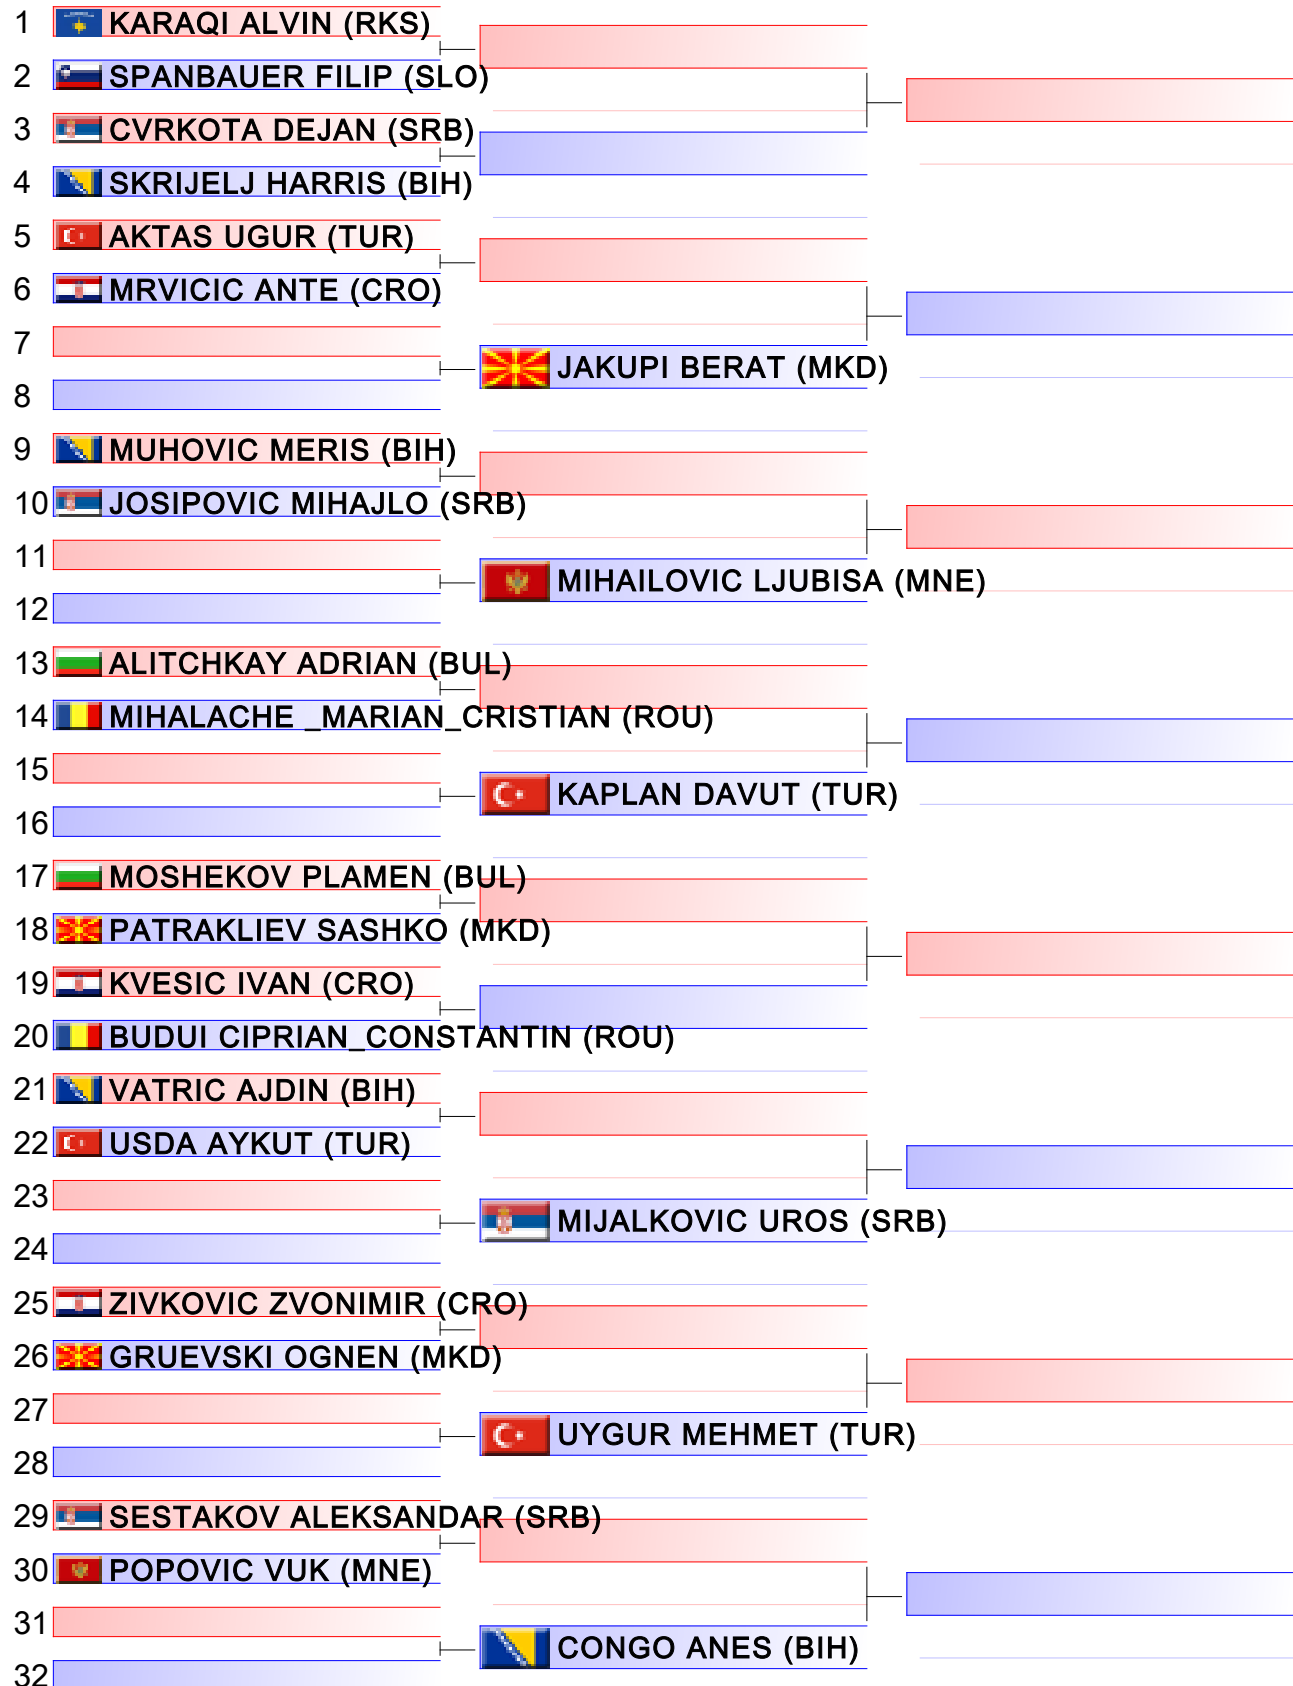 1 KARAQI ALVIN (RKS)
2 SPANBAUER FILIP (SLO)
3 CVRKOTA DEJAN (SRB)
4 SKRIJELJ HARRIS (BIH)
5 AKTAS UGUR (TUR)
6 MRVICIC ANTE (CRO)
7
JAKUPI BERAT (MKD)
8
9 MUHOVIC MERIS (BIH)
10 JOSIPOVIC MIHAJLO (SRB)
11
MIHAILOVIC LJUBISA (MNE)
12
13 ALITCHKAY ADRIAN (BUL)
14 MIHALACHE _MARIAN_CRISTIAN (ROU)
15
KAPLAN DAVUT (TUR)
16
17 MOSHEKOV PLAMEN (BUL)
18 PATRAKLIEV SASHKO (MKD)
19 KVESIC IVAN (CRO)
20 BUDUI CIPRIAN_CONSTANTIN (ROU)
21 VATRIC AJDIN (BIH)
22 USDA AYKUT (TUR)
23
MIJALKOVIC UROS (SRB)
24
25 ZIVKOVIC ZVONIMIR (CRO)
26 GRUEVSKI OGNEN (MKD)
27
UYGUR MEHMET (TUR)
28
29 SESTAKOV ALEKSANDAR (SRB)
30 POPOVIC VUK (MNE)
31
CONGO ANES (BIH)
32